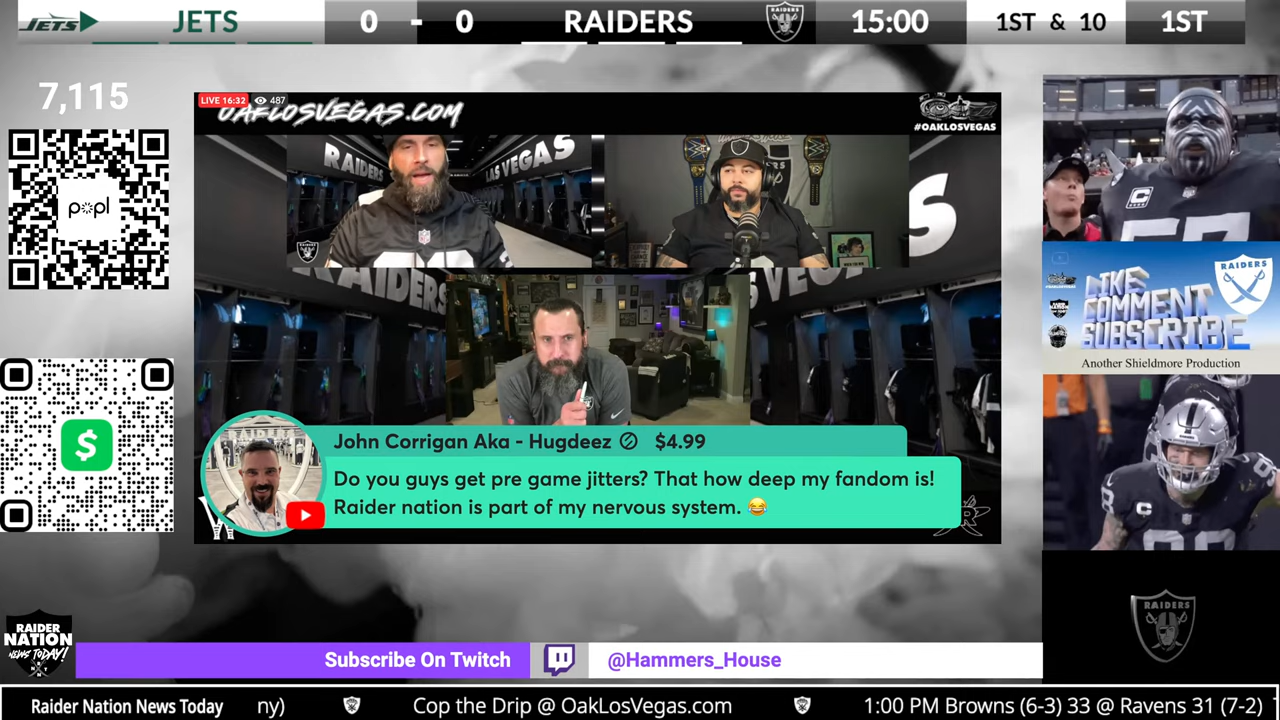 JETS
JETS
0 - 0
RAIDERS
RAIDERS
15:00
1ST & 10
1ST
7,115
popl
$
LIVE 16:32
487
OAKLOSVEGAS.COM
#OAKLOSVEGAS
RAIDERS
LAS VEGAS
S
RAIDERS
VEG
John Corrigan Aka - Hugdeez
$4.99
Do you guys get pre game jitters? That how deep my fandom is!
Raider nation is part of my nervous system. 😂
C
57
RAIDERS
LIKE
COMMENT
SUBSCRIBE
Another Shieldmore Production
C
RAIDERS
RAIDER
NATION
NEWS TODAY!
Subscribe On Twitch
@Hammers_House
Raider Nation News Today
ny)
Cop the Drip @ OakLosVegas.com
1:00 PM Browns (6-3) 33 @ Ravens 31 (7-2)